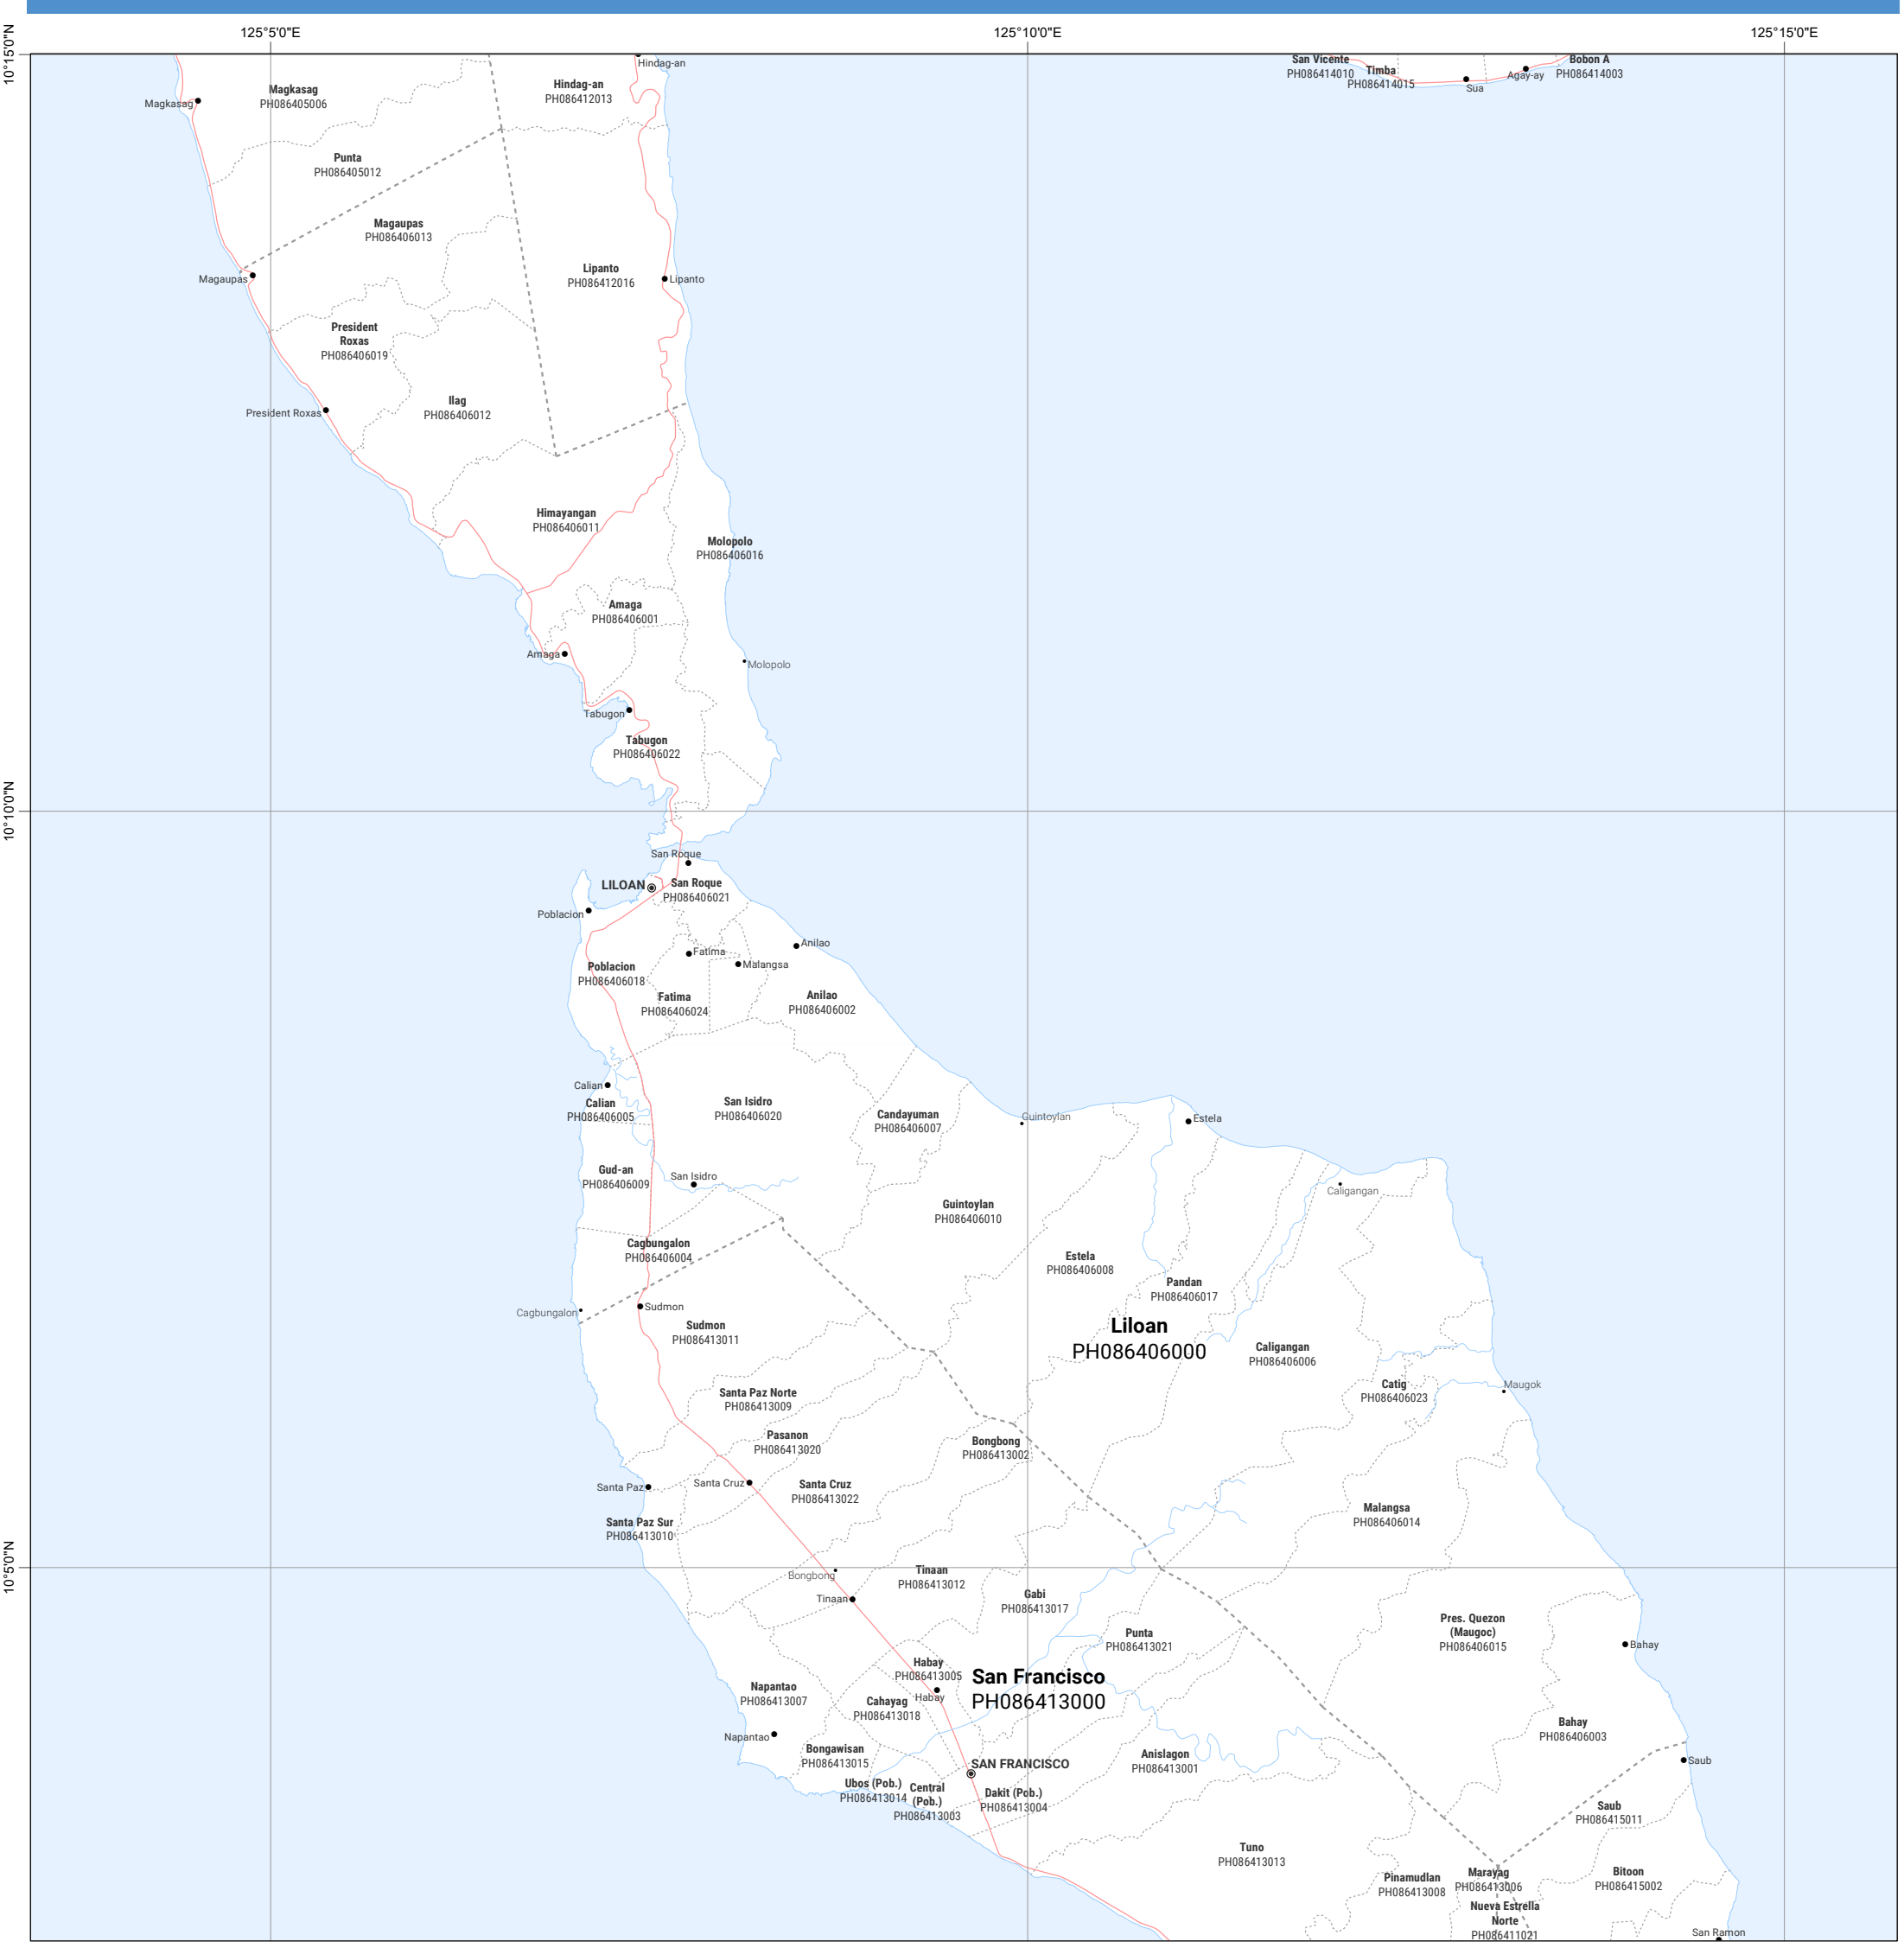 125°5'0"E
125°10'0"E
125°15'0"E
10°15'0"N
10°10'0"N
10°5'0"N
Hindag-an
San Vicente
PH086414010
Timba
PH086414015
Sua
Agay-ay
Bobon A
PH086414003
Magkasag
PH086405006
Magkasag
Hindag-an
PH086412013
Punta
PH086405012
Magaupas
PH086406013
Magaupas
Lipanto
PH086412016
Lipanto
President
Roxas
PH086406019
President Roxas
Ilag
PH086406012
Himayangan
PH086406011
Molopolo
PH086406016
Amaga
PH086406001
Amaga
Molopolo
Tabugon
Tabugon
PH086406022
San Roque
LILOAN
San Roque
PH086406021
Poblacion
Anilao
Fatima
Malangsa
Poblacion
PH086406018
Fatima
PH086406024
Anilao
PH086406002
Calian
Calian
PH086406005
San Isidro
PH086406020
Candayuman
PH086406007
Guintoylan
Estela
Gud-an
PH086406009
San Isidro
Caligangan
Guintoylan
PH086406010
Cagbungalon
PH086406004
Estela
PH086406008
Pandan
PH086406017
Cagbungalon
Sudmon
Sudmon
PH086413011
Liloan
PH086406000
Caligangan
PH086406006
Catig
PH086406023
Maugok
Santa Paz Norte
PH086413009
Pasanon
PH086413020
Bongbong
PH086413002
Santa Paz
Santa Cruz
Santa Cruz
PH086413022
Malangsa
PH086406014
Santa Paz Sur
PH086413010
Bongbong
Tinaan
PH086413012
Tinaan
Gabi
PH086413017
Punta
PH086413021
Pres. Quezon
(Maugoc)
PH086406015
Bahay
Habay
PH086413005
Habay
San Francisco
PH086413000
Napantao
PH086413007
Cahayag
PH086413018
Napantao
Bongawisan
PH086413015
Bahay
PH086406003
Anislagon
PH086413001
SAN FRANCISCO
Saub
Ubos (Pob.)
PH086413014
Central
(Pob.)
PH086413003
Dakit (Pob.)
PH086413004
Saub
PH086415011
Tuno
PH086413013
Pinamudlan
PH086413008
Marayag
PH086413006
Bitoon
PH086415002
Nueva Estrella
Norte
PH086411021
San Ramon